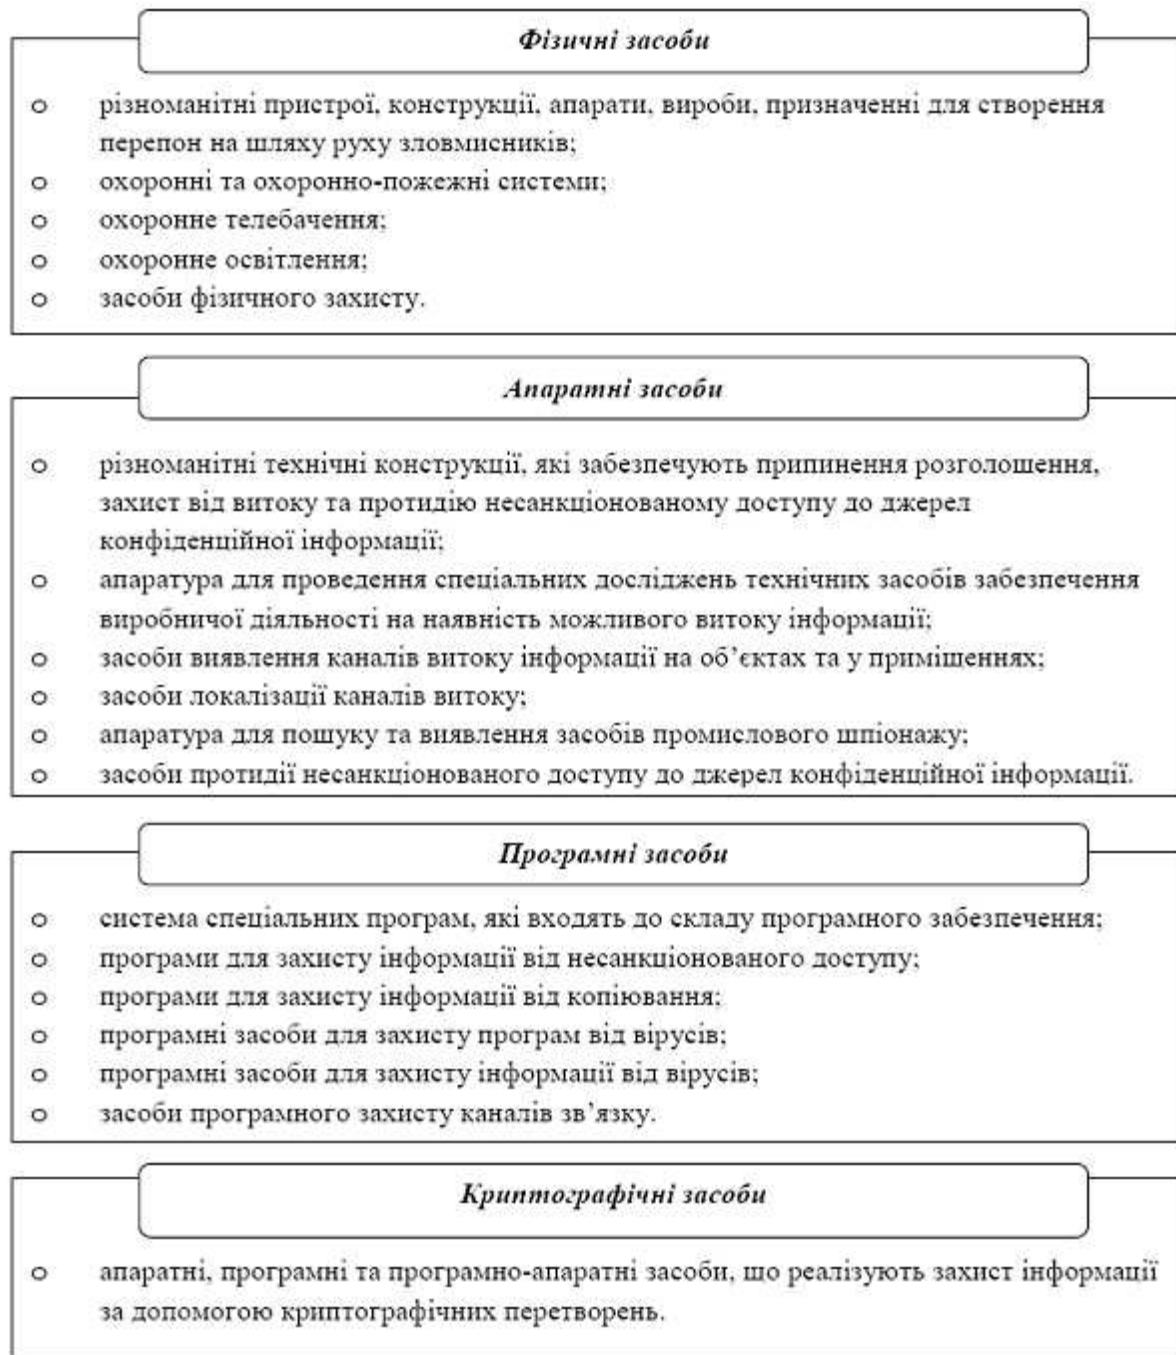 Фізичні засоби
o різноманітні пристрої, конструкції, апарати, вироби, призначенні для створення
перепон на шляху руху зловмисників;
o охоронні та охоронно-пожежні системи;
o охоронне телебачення;
o охоронне освітлення;
o засоби фізичного захисту.
Апаратні засоби
o різноманітні технічні конструкції, які забезпечують припинення розголошення,
захист від витоку та протидію несанкціонованому доступу до джерел
конфіденційної інформації;
o апаратура для проведення спеціальних досліджень технічних засобів забезпечення
виробничої діяльності на наявність можливого витоку інформації;
o засоби виявлення каналів витоку інформації на об’єктах та у приміщеннях;
o засоби локалізації каналів витоку;
o апаратура для пошуку та виявлення засобів промислового шпіонажу;
o засоби протидії несанкціонованого доступу до джерел конфіденційної інформації.
Програмні засоби
o система спеціальних програм, які входять до складу програмного забезпечення;
o програми для захисту інформації від несанкціонованого доступу;
o програми для захисту інформації від копіювання;
o програмні засоби для захисту програм від вірусів;
o програмні засоби для захисту інформації від вірусів;
o засоби програмного захисту каналів зв’язку.
Криптографічні засоби
o апаратні, програмні та програмно-апаратні засоби, що реалізують захист інформації
за допомогою криптографічних перетворень.